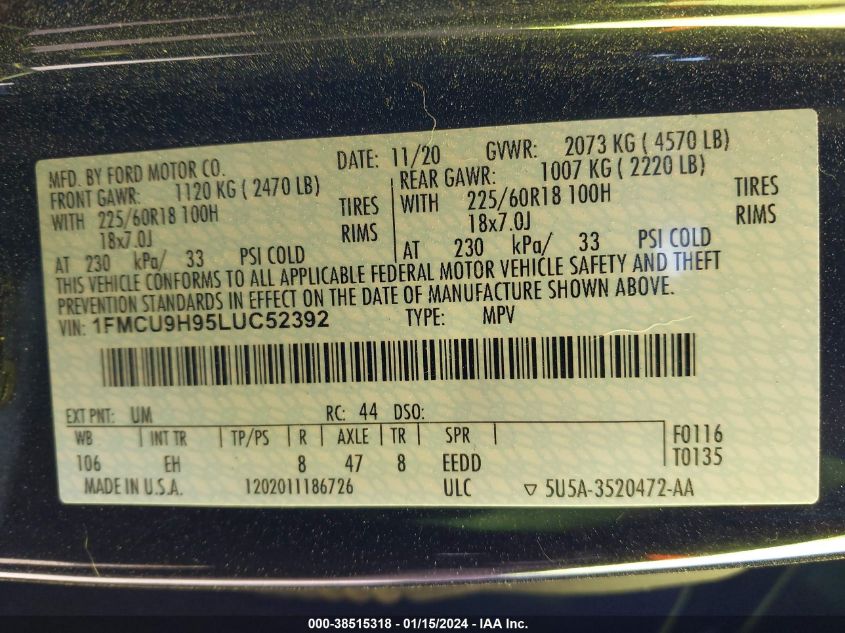 MFD. BY FORD MOTOR CO. DATE: 11/20 GVWR: 2073 KG ( 4570 LB)
FRONT GAWR: 1120 KG ( 2470 LB) REAR GAWR: 1007 KG ( 2220 LB)
WITH 225/60R18 100H TIRES WITH 225/60R18 100H TIRES
18x7.0J RIMS 18x7.0J RIMS
AT 230 kPa/ 33 PSI COLD AT 230 kPa/ 33 PSI COLD
THIS VEHICLE CONFORMS TO ALL APPLICABLE FEDERAL MOTOR VEHICLE SAFETY AND THEFT
PREVENTION STANDARDS IN EFFECT ON THE DATE OF MANUFACTURE SHOWN ABOVE.
VIN: 1FMCU9H95LUC52392 TYPE: MPV
EXT PNT: UM RC: 44 DSO:
WB INT TR TP/PS R AXLE TR SPR F0116
106 EH 8 47 8 EEDD T0135
MADE IN U.S.A. 1202011186726 ULC ▽ 5U5A-3520472-AA
000-38515318 - 01/15/2024 - IAA Inc.